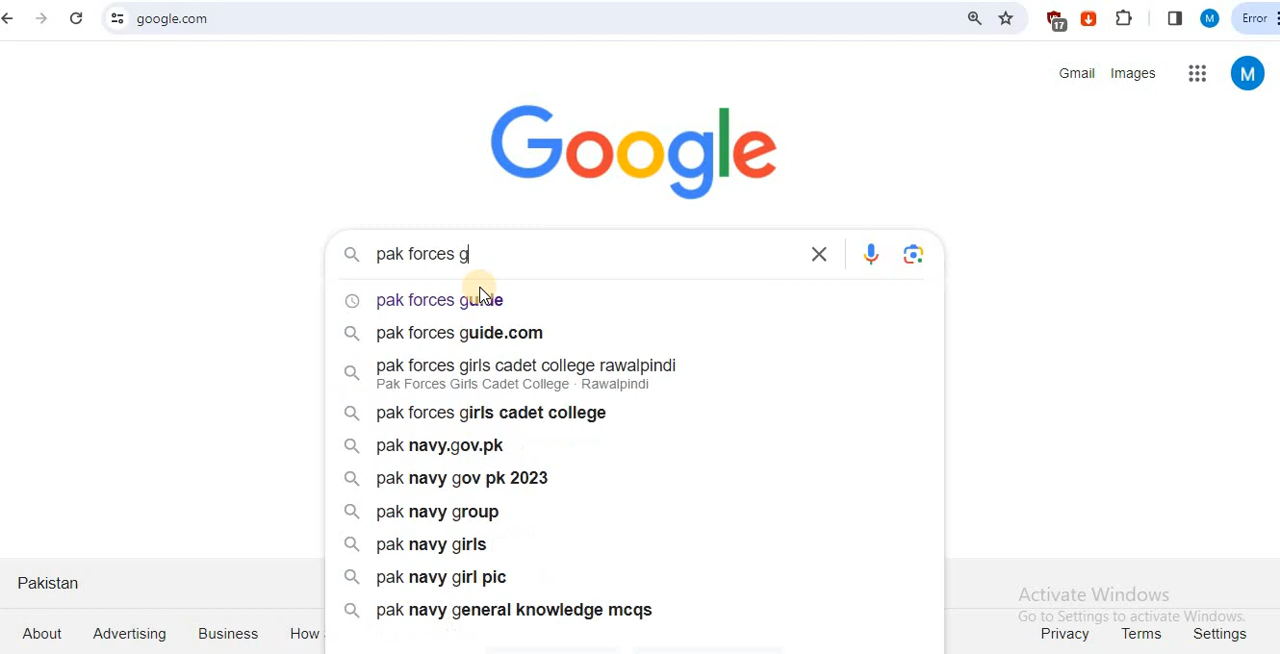 google.com
17
M
Error
Gmail Images
M
Google
pak forces g
pak forces guide
pak forces guide.com
pak forces girls cadet college rawalpindi
Pak Forces Girls Cadet College · Rawalpindi
pak forces girls cadet college
pak navy.gov.pk
pak navy gov pk 2023
pak navy group
pak navy girls
pak navy girl pic
pak navy general knowledge mcqs
Pakistan
Activate Windows
Go to Settings to activate Windows.
About Advertising Business How
Privacy Terms Settings